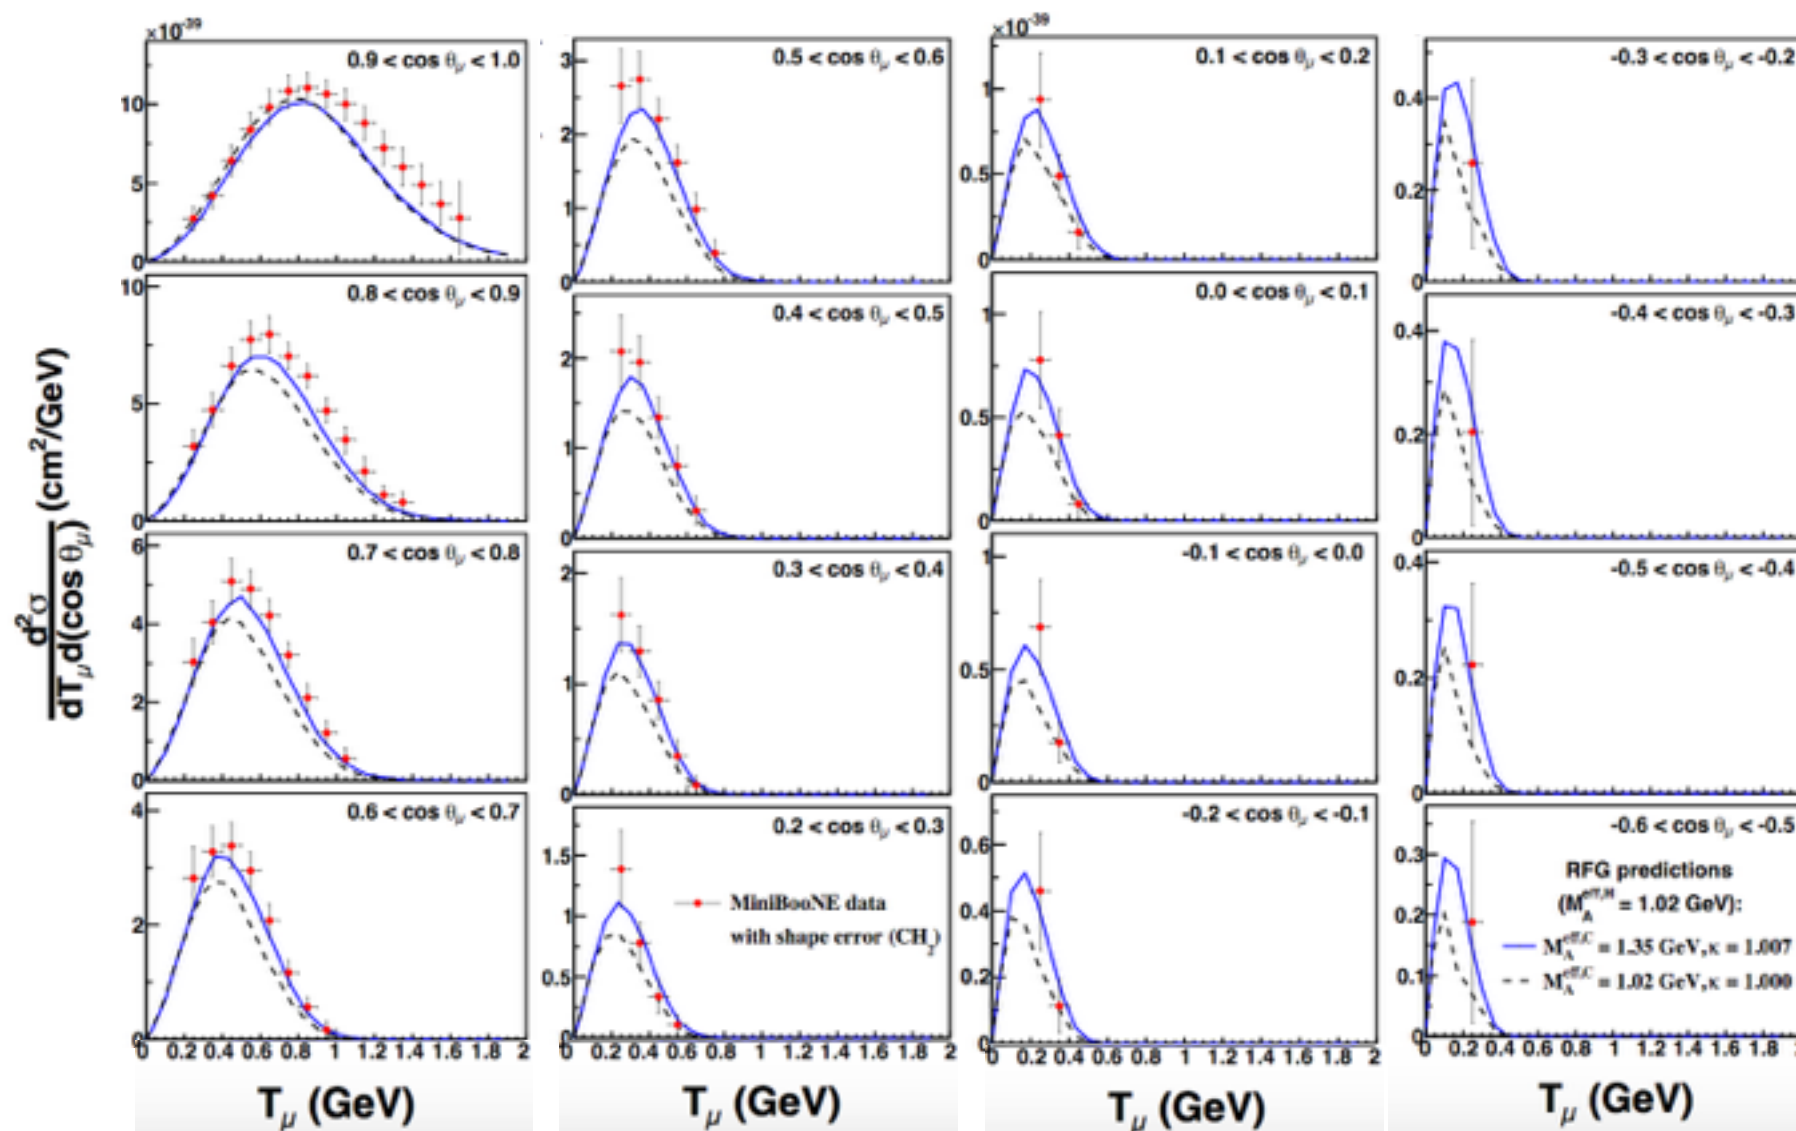 ×10⁻³⁹
0.9 < cos θμ < 1.0
10
5
0
0.8 < cos θμ < 0.9
10
5
0
0.7 < cos θμ < 0.8
6
4
2
0
0.6 < cos θμ < 0.7
4
2
0
0 0.2 0.4 0.6 0.8 1 1.2 1.4 1.6 1.8 2
Tμ (GeV)
d²σ
dTμd(cos θμ) (cm²/GeV)
0.5 < cos θμ < 0.6
3
2
1
0
0.4 < cos θμ < 0.5
2
1
0
0.3 < cos θμ < 0.4
2
1
0
0.2 < cos θμ < 0.3
1.5
1
0.5
0
MiniBooNE data
with shape error (CH₂)
0 0.2 0.4 0.6 0.8 1 1.2 1.4 1.6 1.8 2
Tμ (GeV)
×10⁻³⁹
0.1 < cos θμ < 0.2
1
0.5
0
0.0 < cos θμ < 0.1
1
0.5
0
-0.1 < cos θμ < 0.0
1
0.5
0
-0.2 < cos θμ < -0.1
0.6
0.4
0.2
0
0 0.2 0.4 0.6 0.8 1 1.2 1.4 1.6 1.8 2
Tμ (GeV)
-0.3 < cos θμ < -0.2
0.4
0.2
0
-0.4 < cos θμ < -0.3
0.4
0.2
0
-0.5 < cos θμ < -0.4
0.4
0.2
0
-0.6 < cos θμ < -0.5
0.3
0.2
0.1
0
RFG predictions
(M_A^{eff,H} = 1.02 GeV):
M_A^{eff,C} = 1.35 GeV,κ = 1.007
M_A^{eff,C} = 1.02 GeV,κ = 1.000
0 0.2 0.4 0.6 0.8 1 1.2 1.4 1.6 1.8
Tμ (GeV)